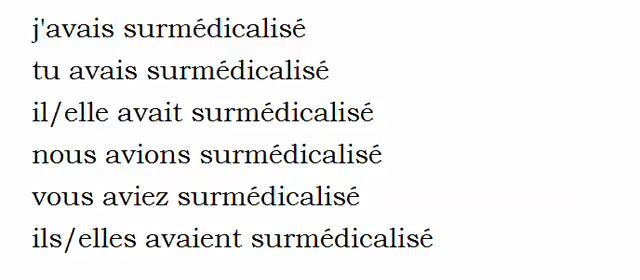 j'avais surmédicalisé
tu avais surmédicalisé
il/elle avait surmédicalisé
nous avions surmédicalisé
vous aviez surmédicalisé
ils/elles avaient surmédicalisé